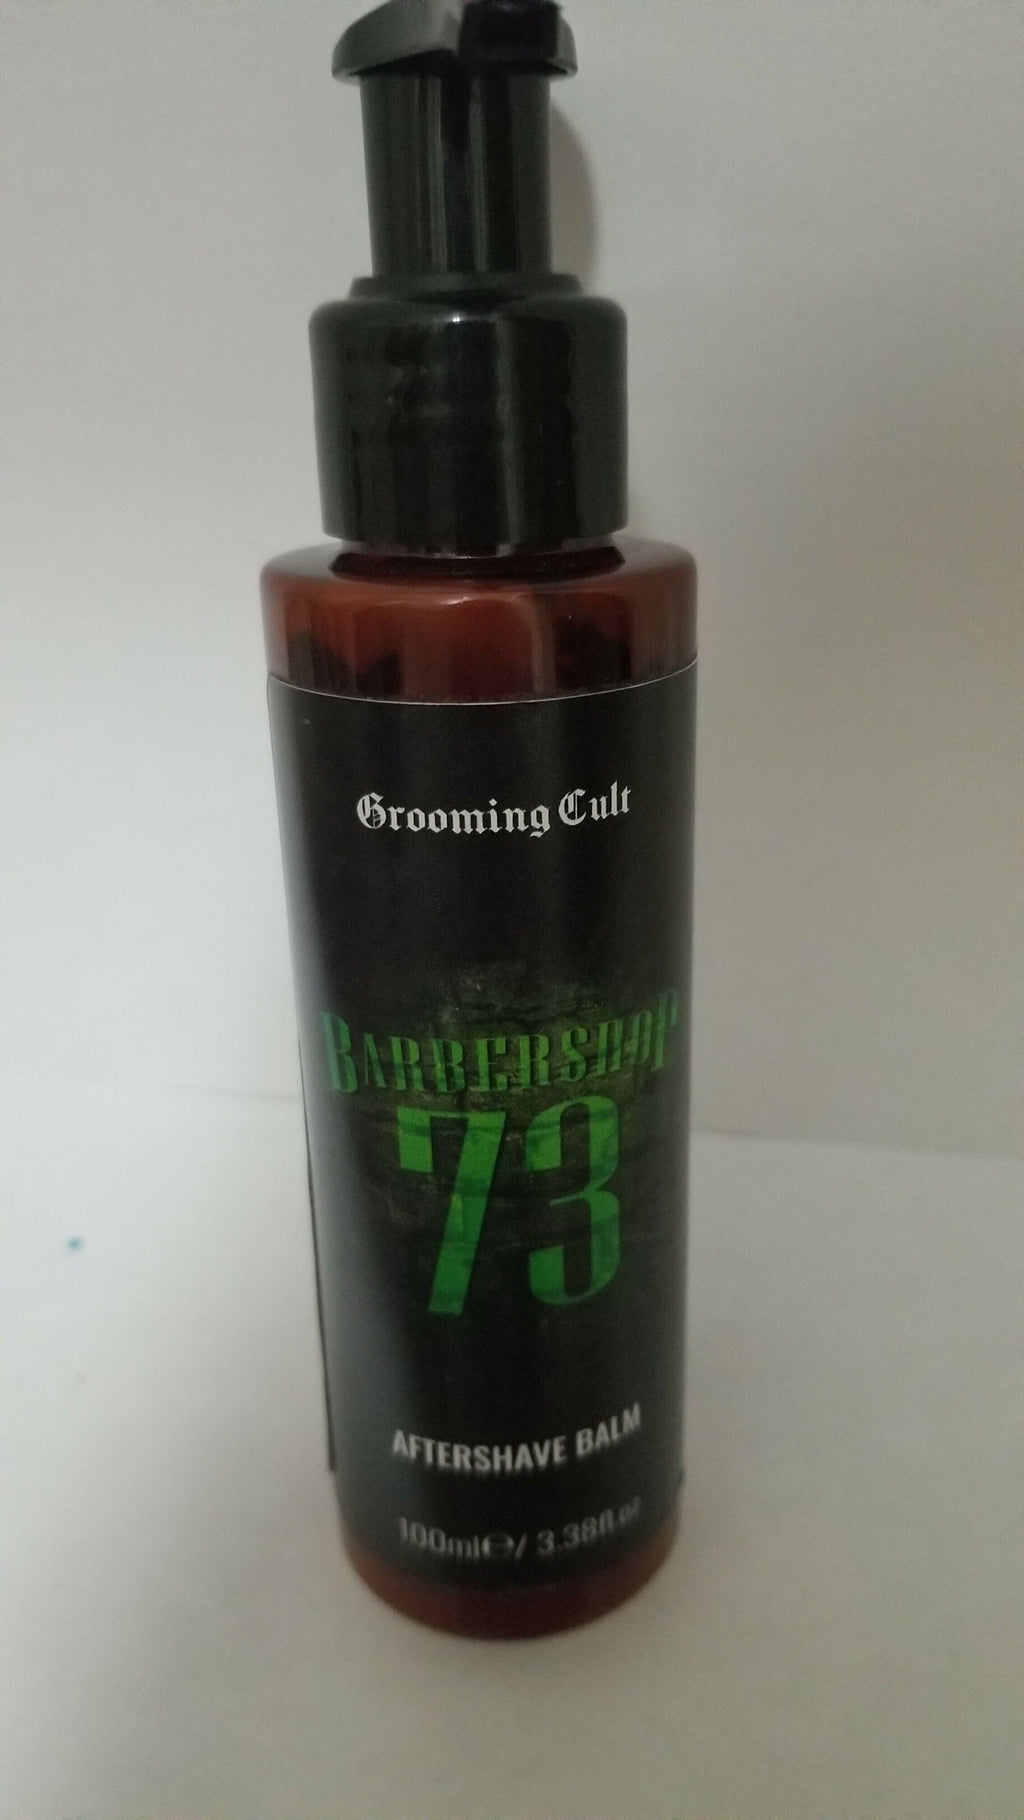 Grooming Cult
BARBERSHOP
73
AFTERSHAVE BALM
100ml℮/ 3.38fl.oz